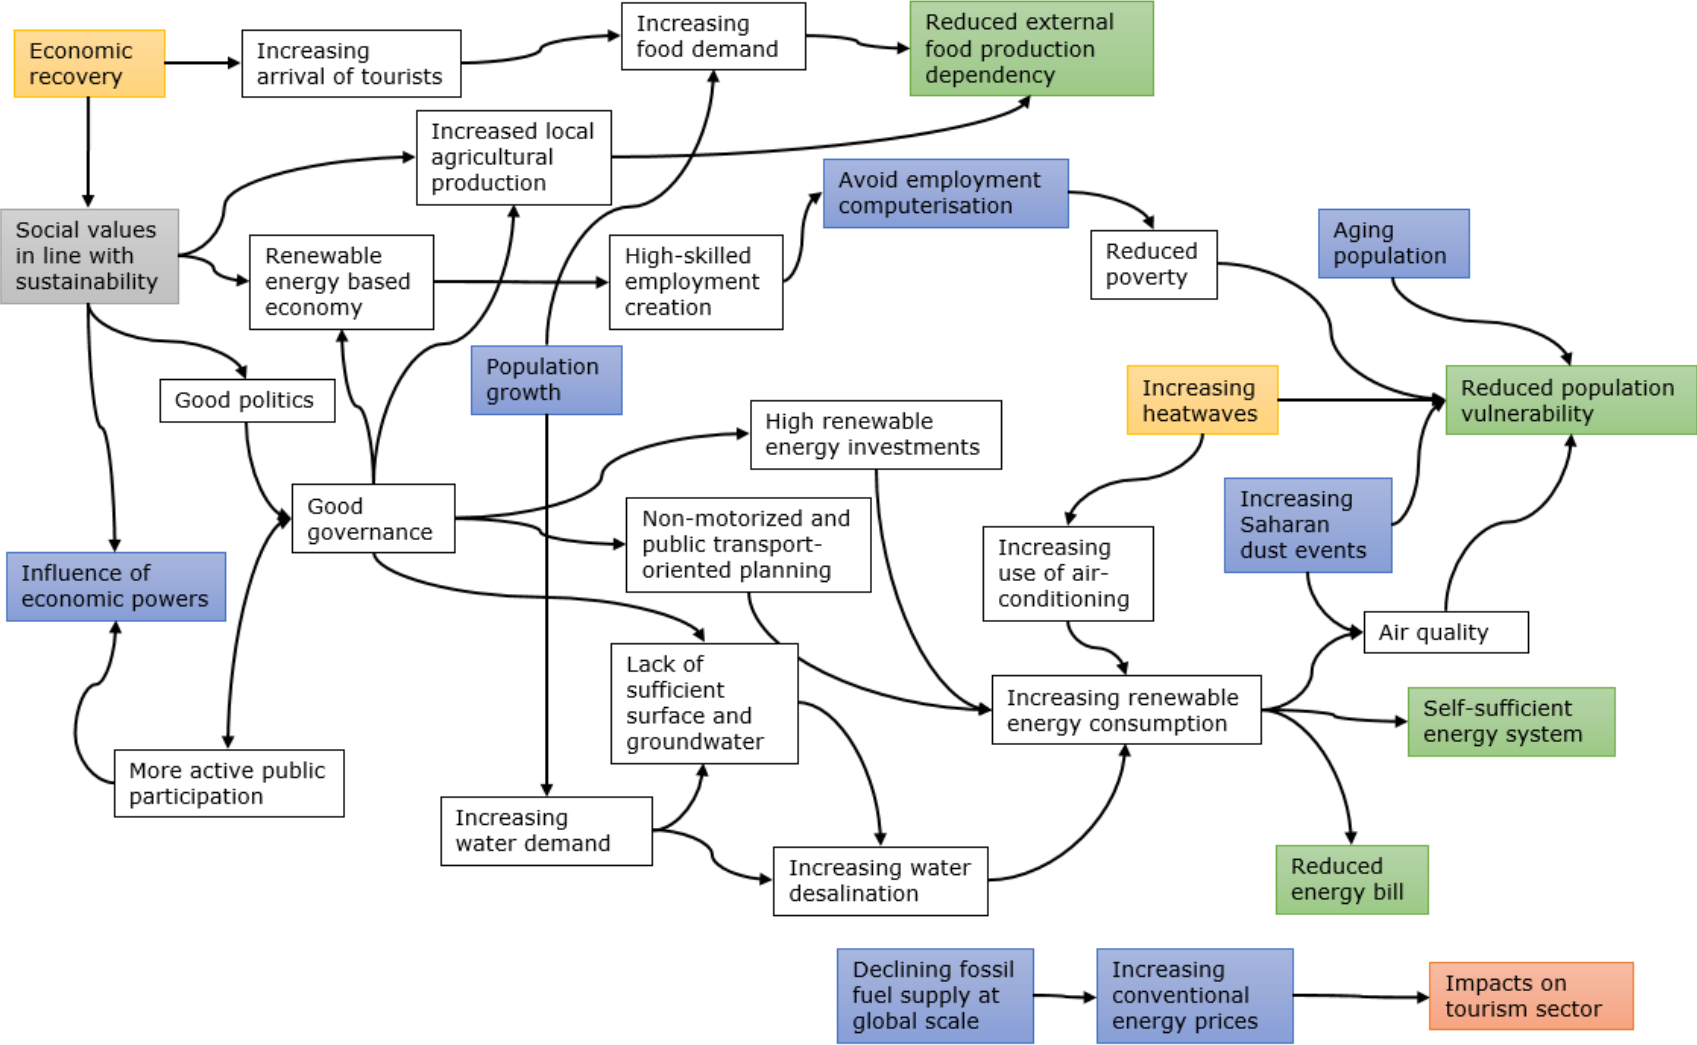 Economic
recovery
Increasing
arrival of tourists
Increasing
food demand
Reduced external
food production
dependency
Increased local
agricultural
production
Avoid employment
computerisation
Social values
in line with
sustainability
Renewable
energy based
economy
High-skilled
employment
creation
Reduced
poverty
Aging
population
Population
growth
Good politics
Increasing
heatwaves
Reduced population
vulnerability
High renewable
energy investments
Good
governance
Non-motorized and
public transport-
oriented planning
Increasing
use of air-
conditioning
Increasing
Saharan
dust events
Influence of
economic powers
Air quality
Lack of
sufficient
surface and
groundwater
Increasing renewable
energy consumption
Self-sufficient
energy system
More active public
participation
Increasing
water demand
Increasing water
desalination
Reduced
energy bill
Declining fossil
fuel supply at
global scale
Increasing
conventional
energy prices
Impacts on
tourism sector